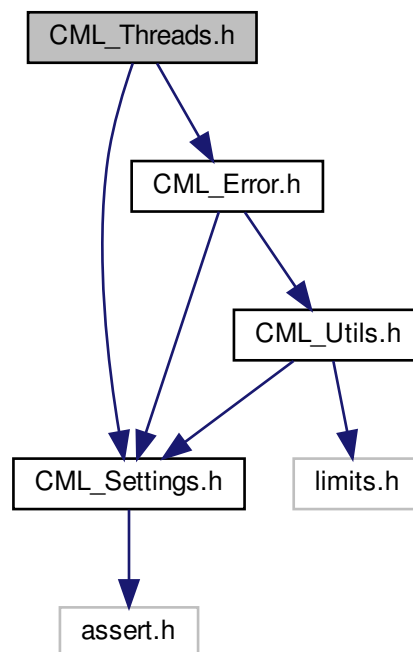 CML_Threads.h
CML_Error.h
CML_Utils.h
CML_Settings.h
limits.h
assert.h